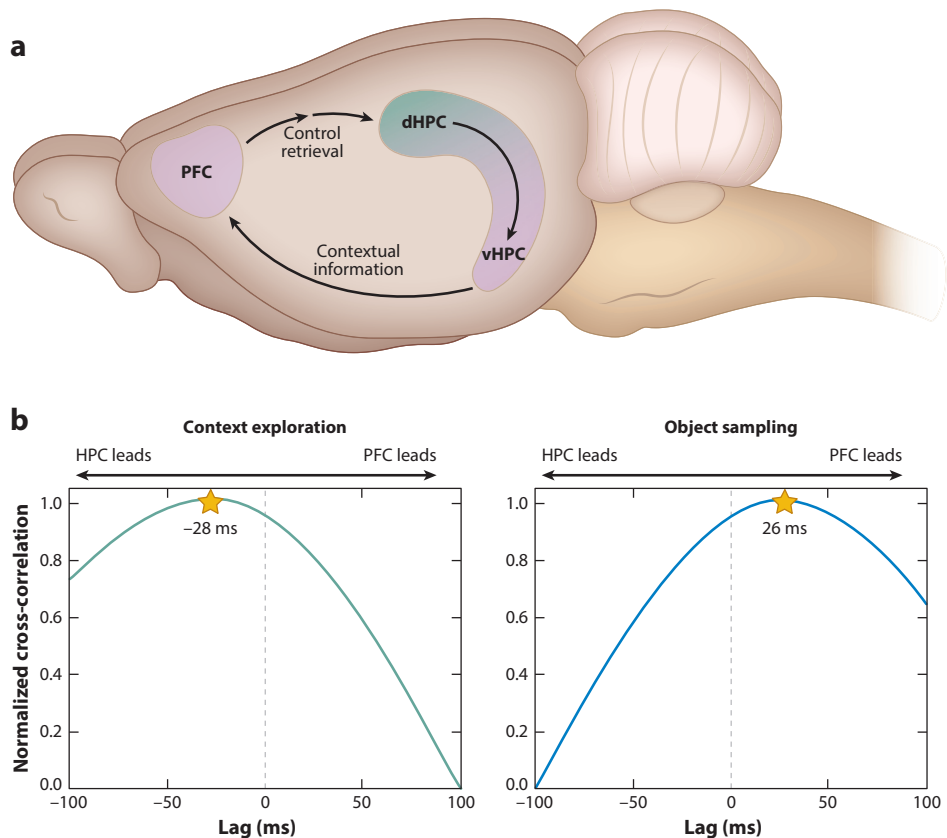 a
PFC
Control
retrieval
dHPC
vHPC
Contextual
information
b
Context exploration
HPC leads
PFC leads
Normalized cross-correlation
1.0
0.8
0.6
0.4
0.2
0.0
–28 ms
–100
–50
0
50
100
Lag (ms)
Object sampling
HPC leads
PFC leads
1.0
0.8
0.6
0.4
0.2
0.0
26 ms
–100
–50
0
50
100
Lag (ms)